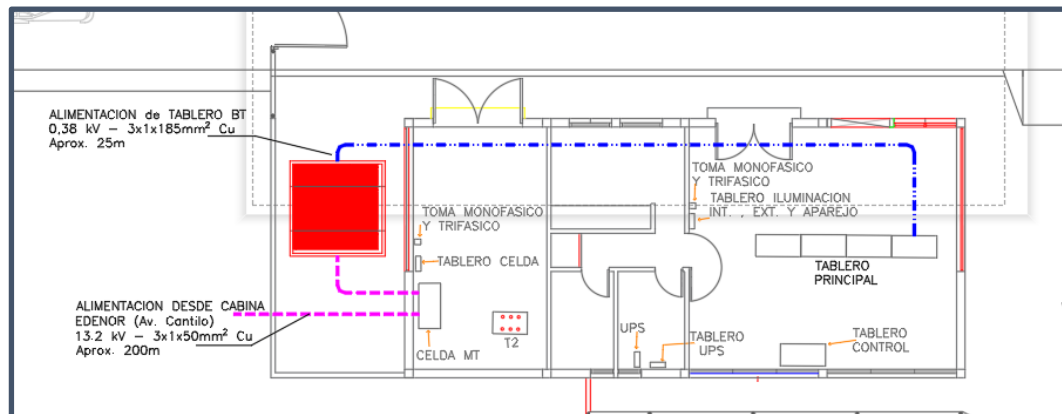 ALIMENTACION de TABLERO BT
0,38 kV – 3x1x185mm² Cu
Aprox. 25m
TOMA MONOFASICO
Y TRIFASICO
TABLERO ILUMINACION
INT. , EXT. Y APAREJO
TOMA MONOFASICO
Y TRIFASICO
TABLERO CELDA
TABLERO
PRINCIPAL
ALIMENTACION DESDE CABINA
EDENOR (Av. Cantilo)
13.2 kV – 3x1x50mm² Cu
Aprox. 200m
CELDA MT
T2
UPS
TABLERO
UPS
TABLERO
CONTROL